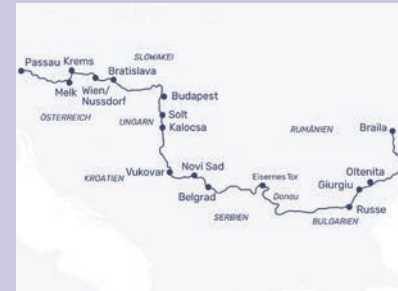 SLOWAKEI
Passau Krems
Bratislava
Melk Wien/
Nussdorf
Budapest
ÖSTERREICH
UNGARN
Solt
Kalocsa
RUMÄNIEN
Braila
KROATIEN
Vukovar
Novi Sad
Belgrad
Eisernes Tor
Donau
Oltenita
Giurgiu
Russe
SERBIEN
BULGARIEN